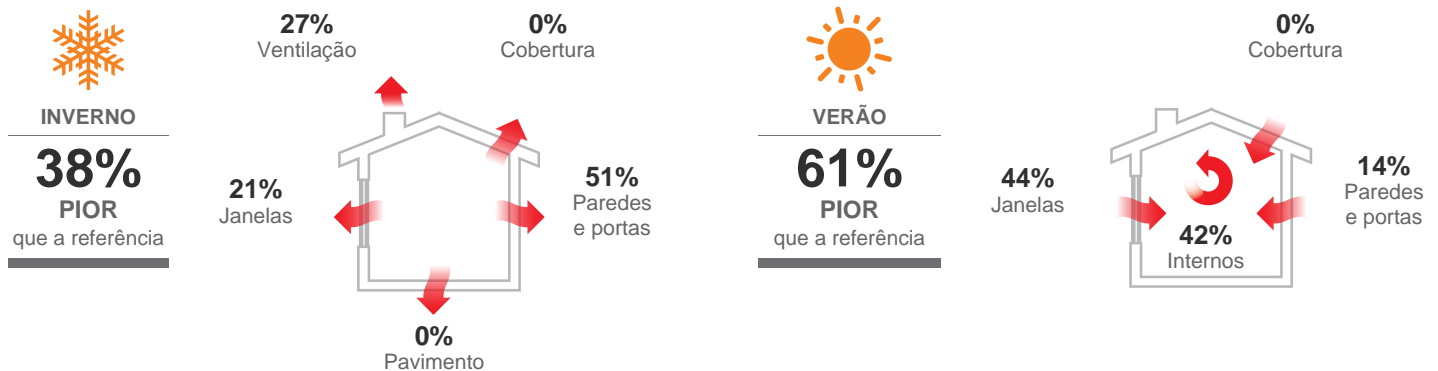 INVERNO
38%
PIOR
que a referência
27%
Ventilação
0%
Cobertura
21%
Janelas
51%
Paredes
e portas
0%
Pavimento
VERÃO
61%
PIOR
que a referência
0%
Cobertura
44%
Janelas
14%
Paredes
e portas
42%
Internos